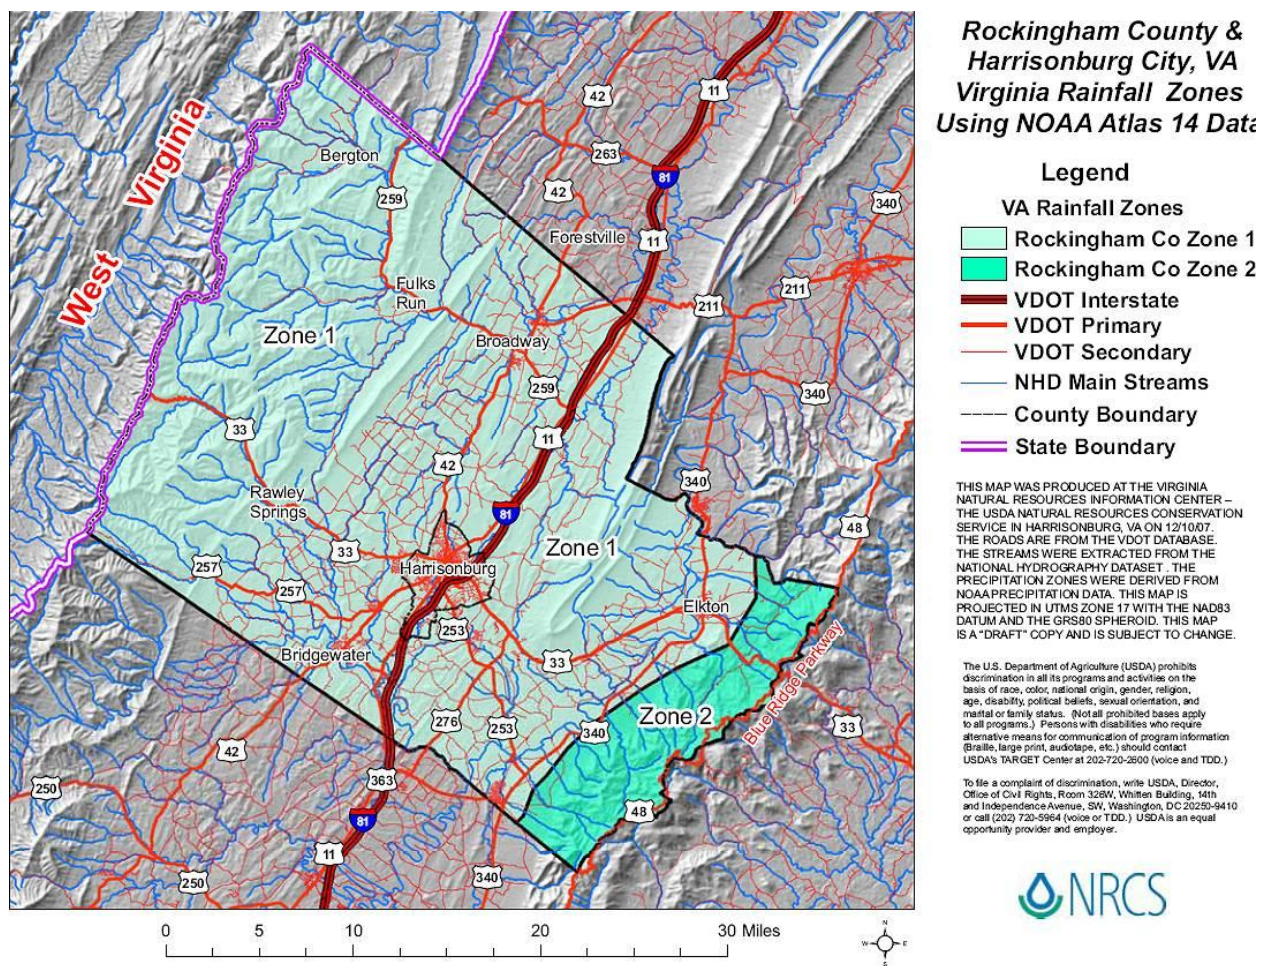 Rockingham County &
Harrisonburg City, VA
Virginia Rainfall Zones
Using NOAA Atlas 14 Data
Legend
VA Rainfall Zones
Rockingham Co Zone 1
Rockingham Co Zone 2
VDOT Interstate
VDOT Primary
VDOT Secondary
NHD Main Streams
County Boundary
State Boundary
THIS MAP WAS PRODUCED AT THE VIRGINIA
NATURAL RESOURCES INFORMATION CENTER –
THE USDA NATURAL RESOURCES CONSERVATION
SERVICE IN HARRISONBURG, VA ON 12/10/07.
THE ROADS ARE FROM THE VDOT DATABASE.
THE STREAMS WERE EXTRACTED FROM THE
NATIONAL HYDROGRAPHY DATASET . THE
PRECIPITATION ZONES WERE DERIVED FROM
NOAA PRECIPITATION DATA. THIS MAP IS
PROJECTED IN UTMS ZONE 17 WITH THE NAD83
DATUM AND THE GRS80 SPHEROID. THIS MAP
IS A "DRAFT" COPY AND IS SUBJECT TO CHANGE.
The U.S. Department of Agriculture (USDA) prohibits
discrimination in all its programs and activities on the
basis of race, color, national origin, gender, religion,
age, disability, political beliefs, sexual orientation, and
marital or family status. (Not all prohibited bases apply
to all programs.) Persons with disabilities who require
alternative means for communication of program information
(Braille, large print, audiotape, etc.) should contact
USDA's TARGET Center at 202-720-2600 (voice and TDD.)
To file a complaint of discrimination, write USDA, Director,
Office of Civil Rights, Room 326W, Whitten Building, 14th
and Independence Avenue, SW, Washington, DC 20250-9410
or call (202) 720-5964 (voice or TDD.) USDA is an equal
opportunity provider and employer.
NRCS
West Virginia
11
42
263
81
42
340
Bergton
259
Forestville
11
211
211
Fulks
Run
Zone 1
Broadway
259
340
33
11
42
340
Rawley
Springs
81
48
33
Zone 1
257
Harrisonburg
257
Elkton
253
Bridgewater
33
Blue Ridge Parkway
Zone 2
276
253
340
33
42
363
250
48
81
11
340
250
0 5 10 20 30 Miles
N
W E
S